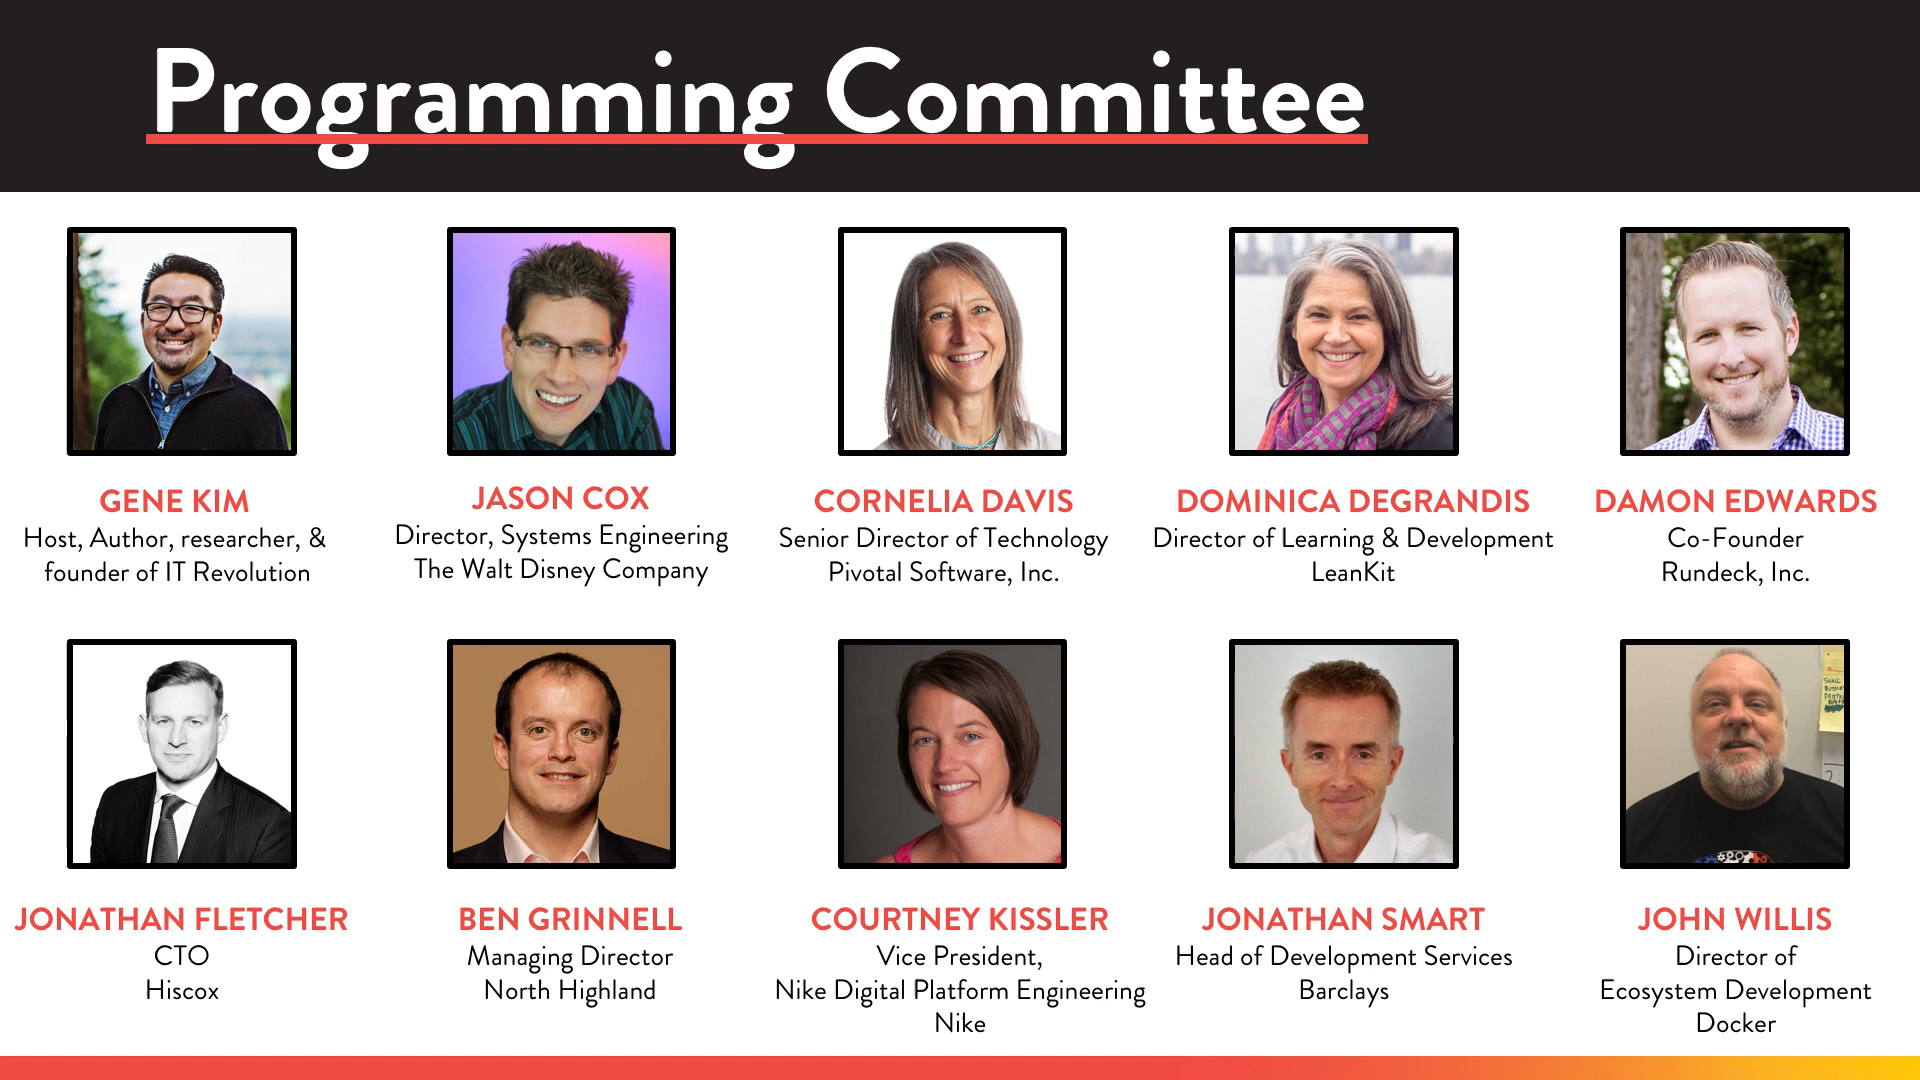 Programming Committee
GENE KIM
Host, Author, researcher, &
founder of IT Revolution
JASON COX
Director, Systems Engineering
The Walt Disney Company
CORNELIA DAVIS
Senior Director of Technology
Pivotal Software, Inc.
DOMINICA DEGRANDIS
Director of Learning & Development
LeanKit
DAMON EDWARDS
Co-Founder
Rundeck, Inc.
JONATHAN FLETCHER
CTO
Hiscox
BEN GRINNELL
Managing Director
North Highland
COURTNEY KISSLER
Vice President,
Nike Digital Platform Engineering
Nike
JONATHAN SMART
Head of Development Services
Barclays
SMALL
JOHN WILLIS
Director of
Ecosystem Development
Docker